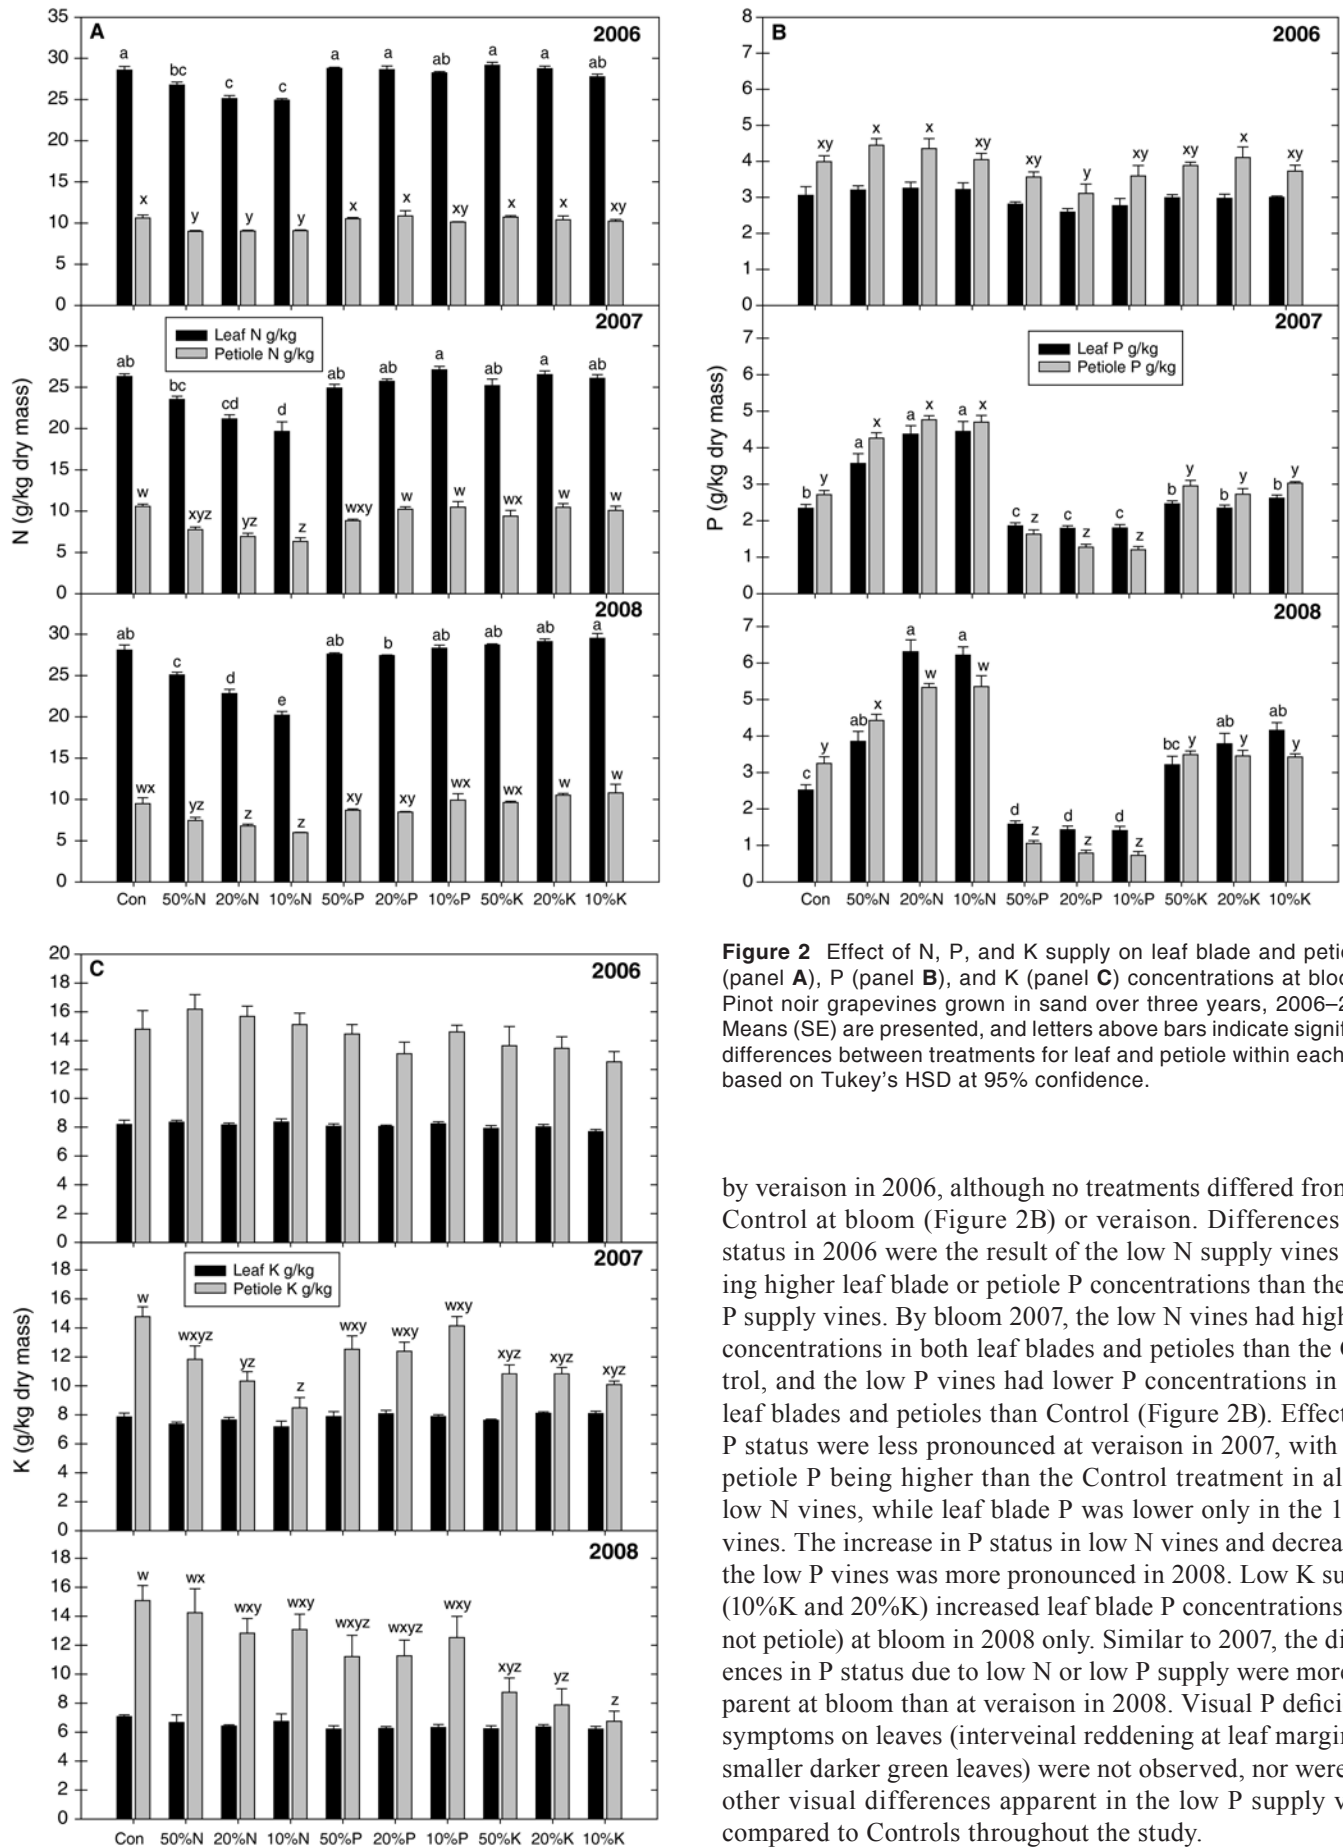 A
2006
35
30
25
20
15
10
5
0
a bc c c a a ab a a ab
x y y y x x xy x x xy
2007
Leaf N g/kg
Petiole N g/kg
30
25
20
15
10
5
0
ab bc cd d ab ab a ab a ab
w xyz yz z wxy w w wx w w
N (g/kg dry mass)
2008
30
25
20
15
10
5
0
ab c d e ab b ab ab ab a
wx yz z z xy xy wx wx w w
Con 50%N 20%N 10%N 50%P 20%P 10%P 50%K 20%K 10%K
B
2006
8
7
6
5
4
3
2
1
0
xy x x xy xy y xy xy x xy
2007
Leaf P g/kg
Petiole P g/kg
7
6
5
4
3
2
1
0
b y a x a x a x c z c z c z b y b y b y
P (g/kg dry mass)
2008
7
6
5
4
3
2
1
0
c y ab x a w a w d z d z d z bc y ab y ab y
Con 50%N 20%N 10%N 50%P 20%P 10%P 50%K 20%K 10%K
C
2006
20
18
16
14
12
10
8
6
4
2
0
2007
Leaf K g/kg
Petiole K g/kg
18
16
14
12
10
8
6
4
2
0
w wxyz yz z wxy wxy wxy xyz xyz xyz
K (g/kg dry mass)
2008
18
16
14
12
10
8
6
4
2
0
w wx wxy wxy wxyz wxyz wxy xyz yz z
Con 50%N 20%N 10%N 50%P 20%P 10%P 50%K 20%K 10%K
Figure 2 Effect of N, P, and K supply on leaf blade and petio
(panel A), P (panel B), and K (panel C) concentrations at bloo
Pinot noir grapevines grown in sand over three years, 2006–2
Means (SE) are presented, and letters above bars indicate signif
differences between treatments for leaf and petiole within each
based on Tukey's HSD at 95% confidence.
by veraison in 2006, although no treatments differed from
Control at bloom (Figure 2B) or veraison. Differences
status in 2006 were the result of the low N supply vines
ing higher leaf blade or petiole P concentrations than the
P supply vines. By bloom 2007, the low N vines had high
concentrations in both leaf blades and petioles than the C
trol, and the low P vines had lower P concentrations in
leaf blades and petioles than Control (Figure 2B). Effect
P status were less pronounced at veraison in 2007, with
petiole P being higher than the Control treatment in al
low N vines, while leaf blade P was lower only in the 1
vines. The increase in P status in low N vines and decrea
the low P vines was more pronounced in 2008. Low K su
(10%K and 20%K) increased leaf blade P concentrations
not petiole) at bloom in 2008 only. Similar to 2007, the di
ences in P status due to low N or low P supply were more
parent at bloom than at veraison in 2008. Visual P defici
symptoms on leaves (interveinal reddening at leaf margin
smaller darker green leaves) were not observed, nor were
other visual differences apparent in the low P supply v
compared to Controls throughout the study.